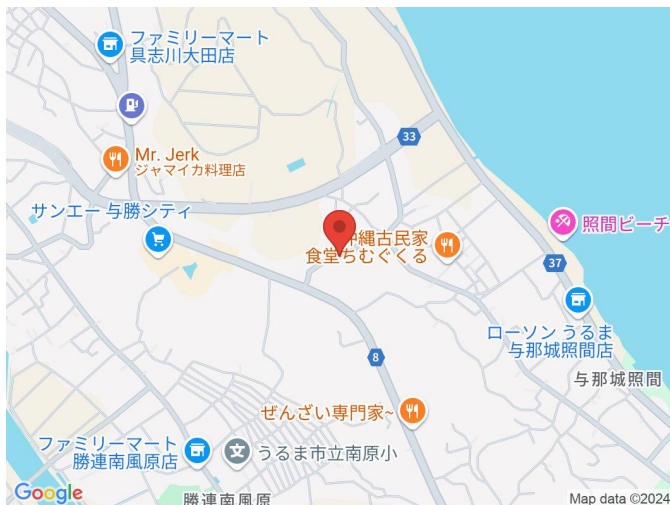 ファミリーマート
具志川大田店
33
Mr. Jerk
ジャマイカ料理店
サンエー 与勝シティ
沖縄古民家
食堂ちむぐくる
照間ビーチ
37
ローソン うるま
与那城照間店
8
与那城照間
ぜんざい専門家~
ファミリーマート
勝連南風原店
文
うるま市立南原小
勝連南風原
Google
Map data ©2024